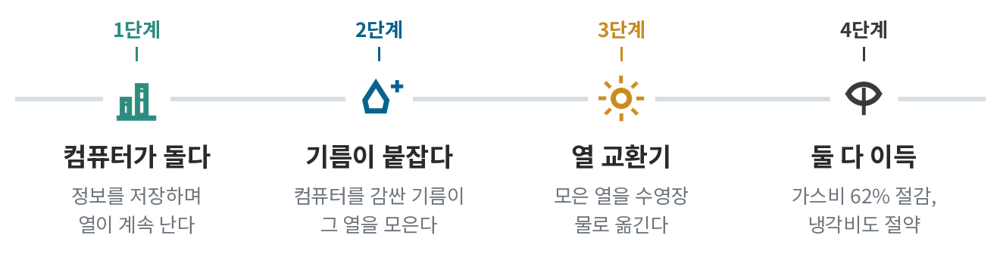 1단계
컴퓨터가 돌다
정보를 저장하며
열이 계속 난다
2단계
기름이 붙잡다
컴퓨터를 감싼 기름이
그 열을 모은다
3단계
열 교환기
모은 열을 수영장
물로 옮긴다
4단계
둘 다 이득
가스비 62% 절감,
냉각비도 절약